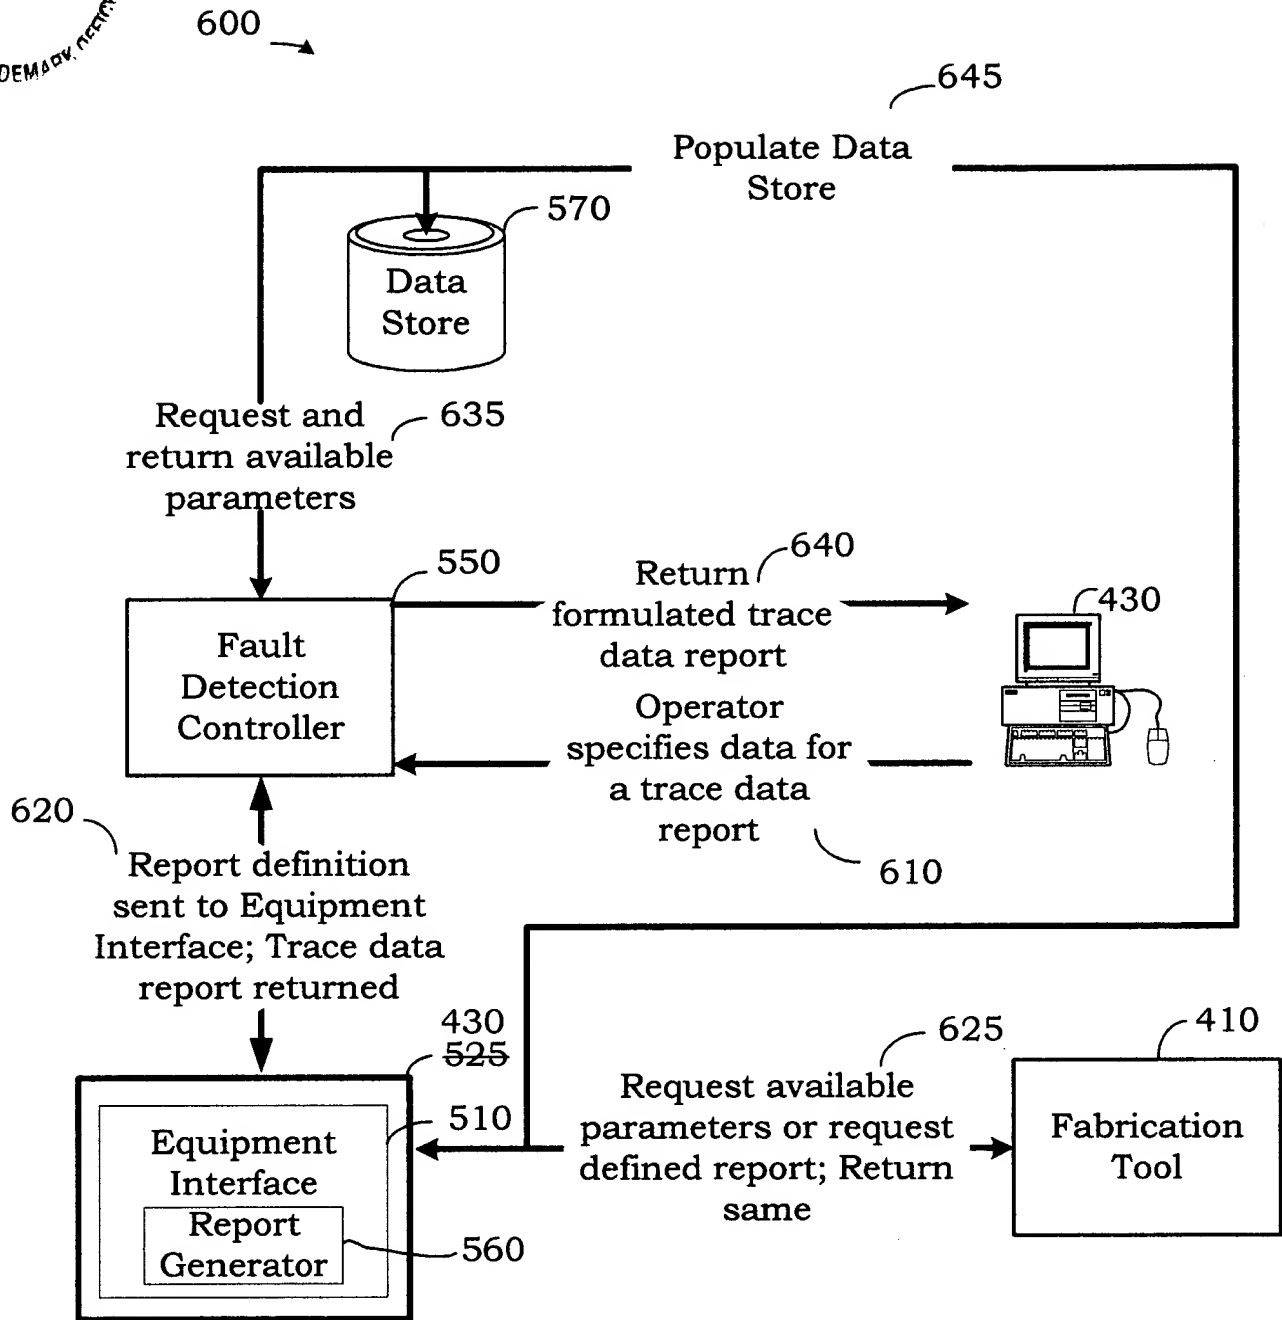 DEMARK OFFICE
600
645
Populate Data
Store
570
Data
Store
Request and
return available
parameters
635
550
Fault
Detection
Controller
640
Return
formulated trace
data report
430
Operator
specifies data for
a trace data
report
610
620
Report definition
sent to Equipment
Interface; Trace data
report returned
430
525
510
Equipment
Interface
Report
Generator
560
625
Request available
parameters or request
defined report; Return
same
410
Fabrication
Tool